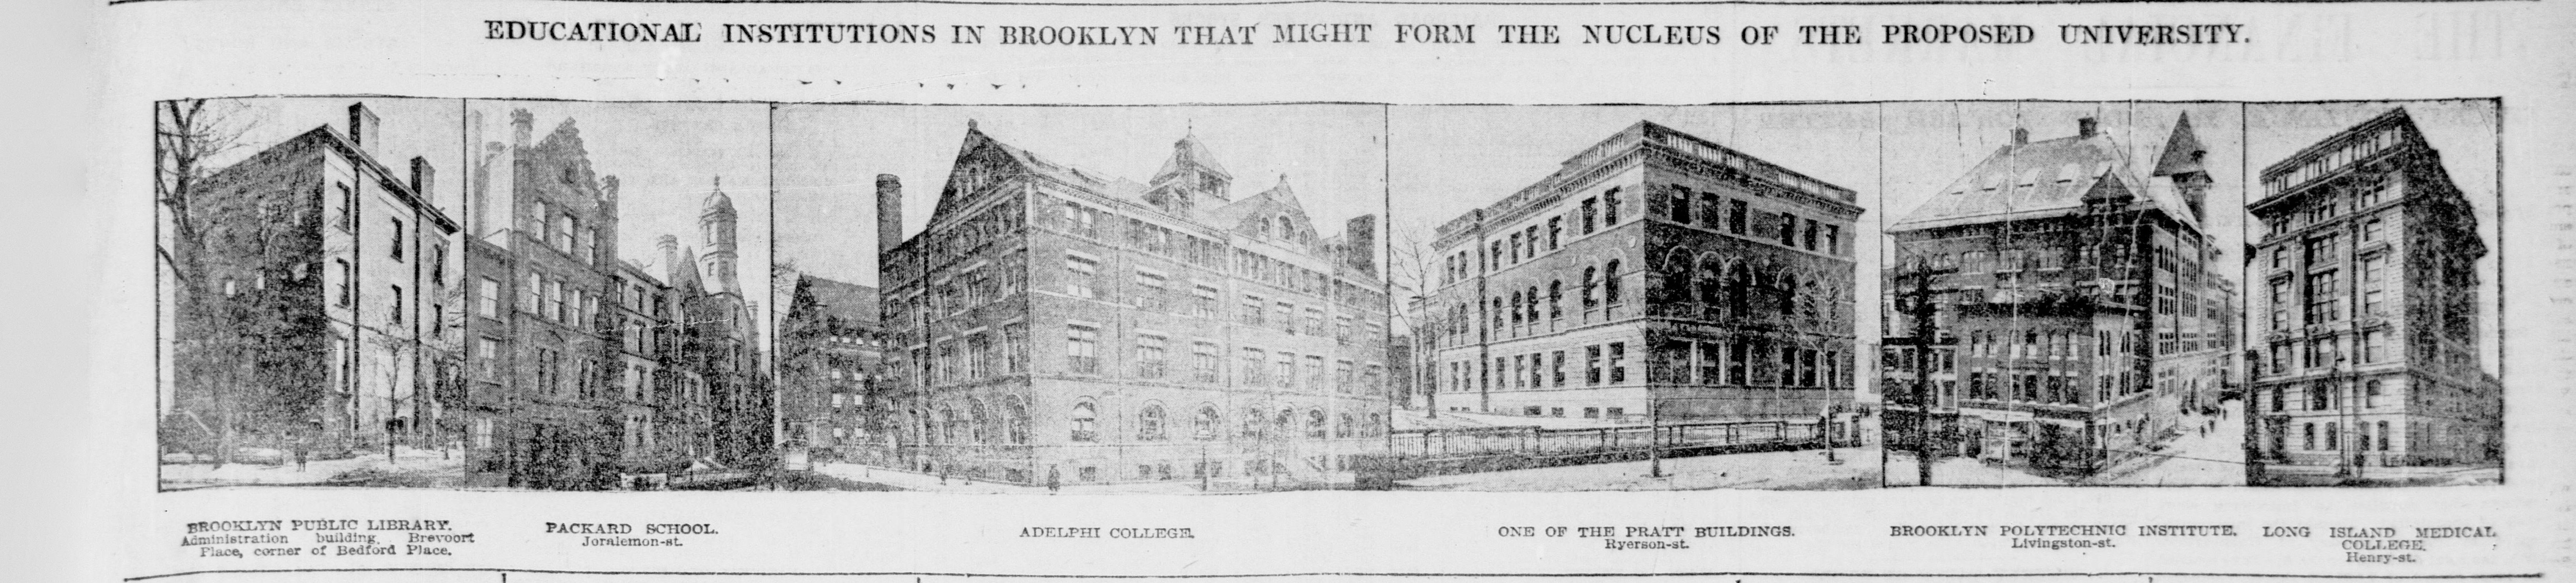 EDUCATIONAL INSTITUTIONS IN BROOKLYN THAT MIGHT FORM THE NUCLEUS OF THE PROPOSED UNIVERSITY.
BROOKLYN PUBLIC LIBRARY.
Administration building, Brevoort
Place, corner of Bedford Place.
PACKARD SCHOOL.
Joralemon-st.
ADELPHI COLLEGE.
ONE OF THE PRATT BUILDINGS.
Ryerson-st.
BROOKLYN POLYTECHNIC INSTITUTE.
Livingston-st.
LONG ISLAND MEDICAL
COLLEGE.
Henry-st.